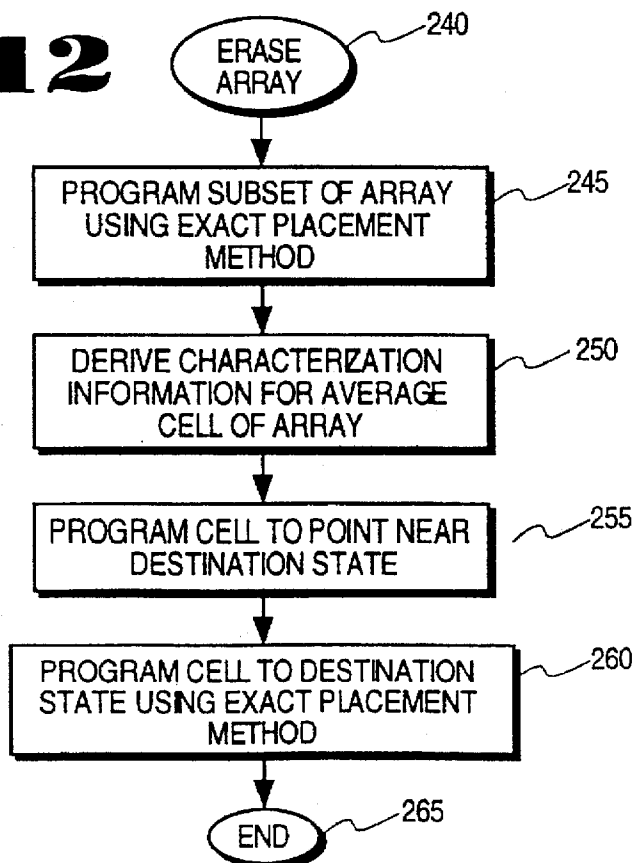 12
ERASE
ARRAY
240
PROGRAM SUBSET OF ARRAY
USING EXACT PLACEMENT
METHOD
245
DERIVE CHARACTERIZATION
INFORMATION FOR AVERAGE
CELL OF ARRAY
250
PROGRAM CELL TO POINT NEAR
DESTINATION STATE
255
PROGRAM CELL TO DESTINATION
STATE USING EXACT PLACEMENT
METHOD
260
END
265